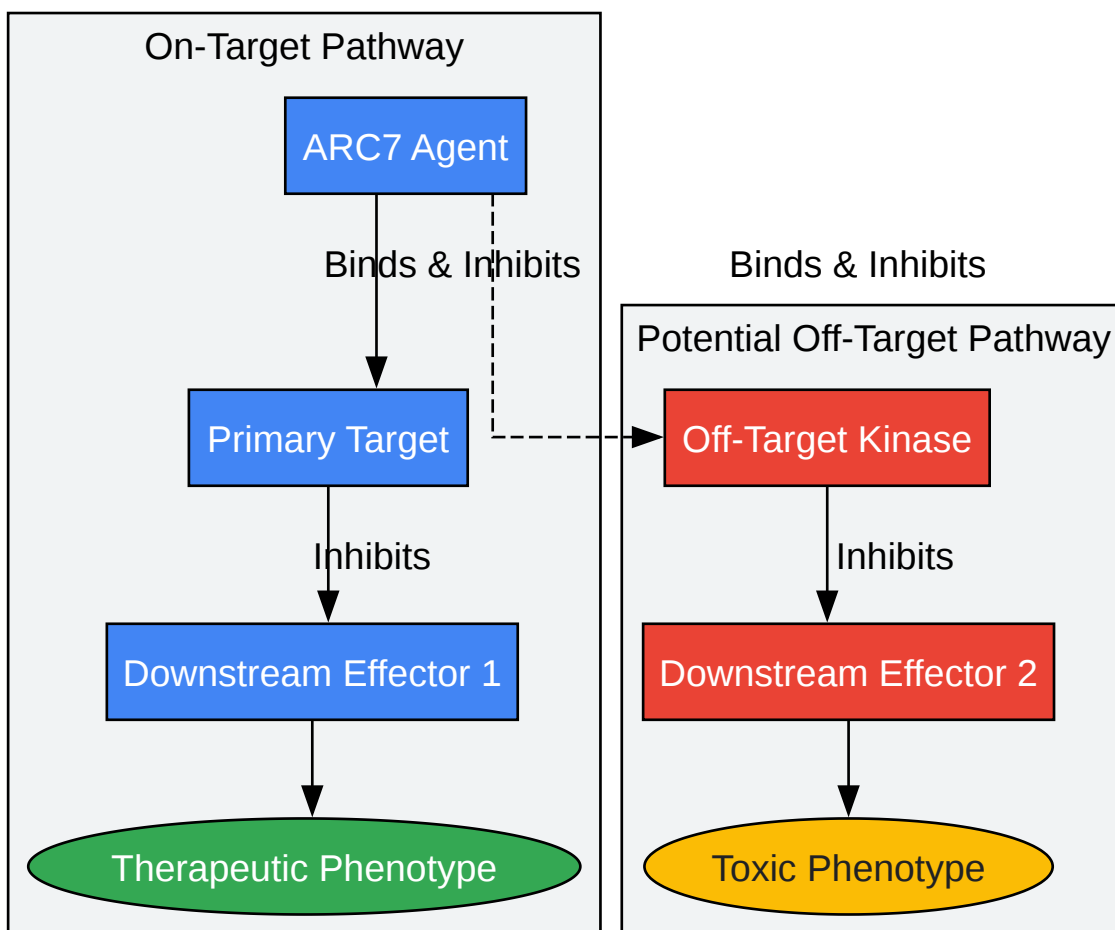 On-Target Pathway
ARC7 Agent
Binds & Inhibits
Binds & Inhibits
Potential Off-Target Pathway
Primary Target
Off-Target Kinase
Inhibits
Inhibits
Downstream Effector 1
Downstream Effector 2
Therapeutic Phenotype
Toxic Phenotype